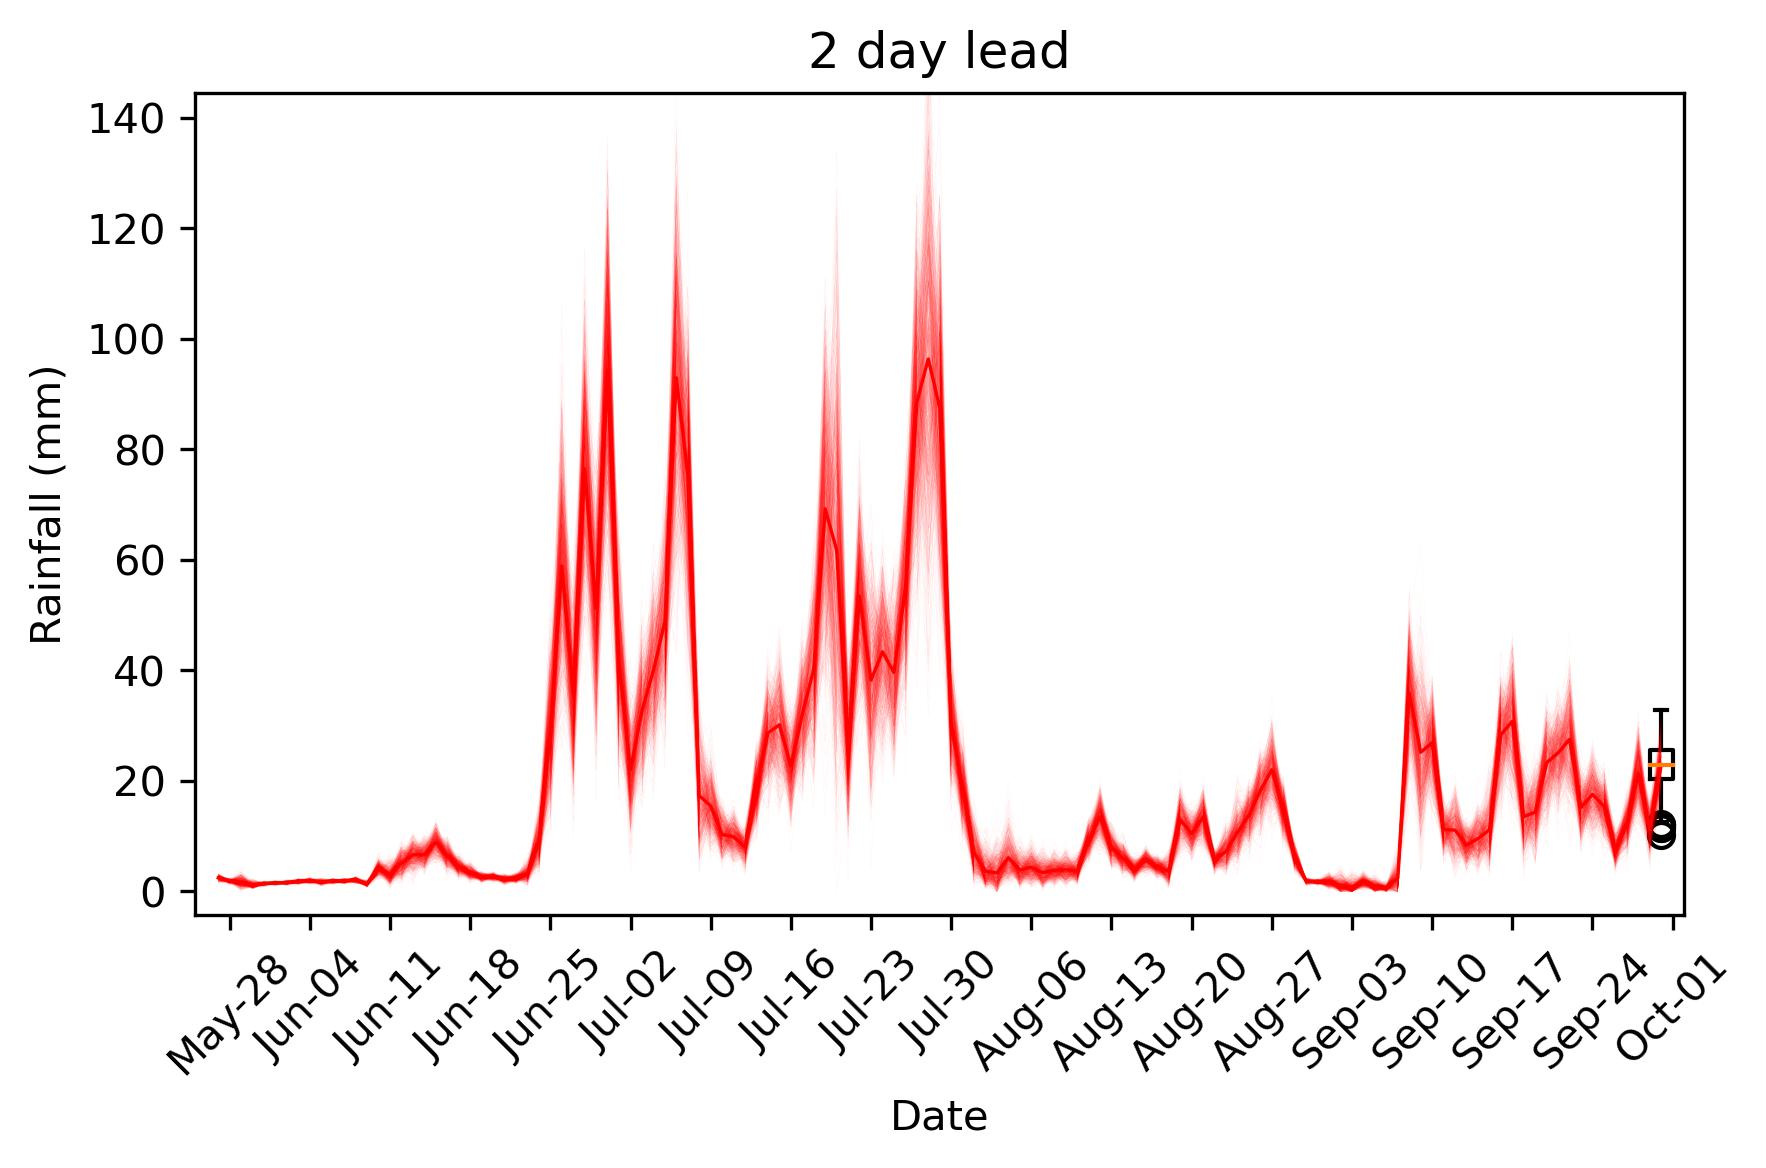 2 day lead
Rainfall (mm)
140
120
100
80
60
40
20
0
May-28
Jun-04
Jun-11
Jun-18
Jun-25
Jul-02
Jul-09
Jul-16
Jul-23
Jul-30
Aug-06
Aug-13
Aug-20
Aug-27
Sep-03
Sep-10
Sep-17
Sep-24
Oct-01
Date